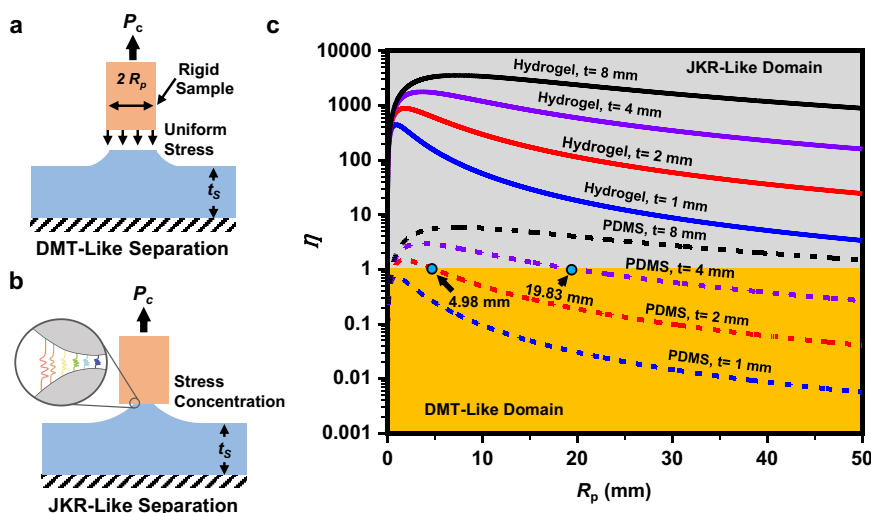 a
P_c
2 R_p
Rigid
Sample
Uniform
Stress
t_S
DMT-Like Separation
b
P_c
Stress
Concentration
t_S
JKR-Like Separation
c
10000
1000
100
10
1
0.1
0.01
0.001
η
JKR-Like Domain
Hydrogel, t= 8 mm
Hydrogel, t= 4 mm
Hydrogel, t= 2 mm
Hydrogel, t= 1 mm
PDMS, t= 8 mm
PDMS, t= 4 mm
19.83 mm
4.98 mm
PDMS, t= 2 mm
PDMS, t= 1 mm
DMT-Like Domain
0 10 20 30 40 50
R_p (mm)